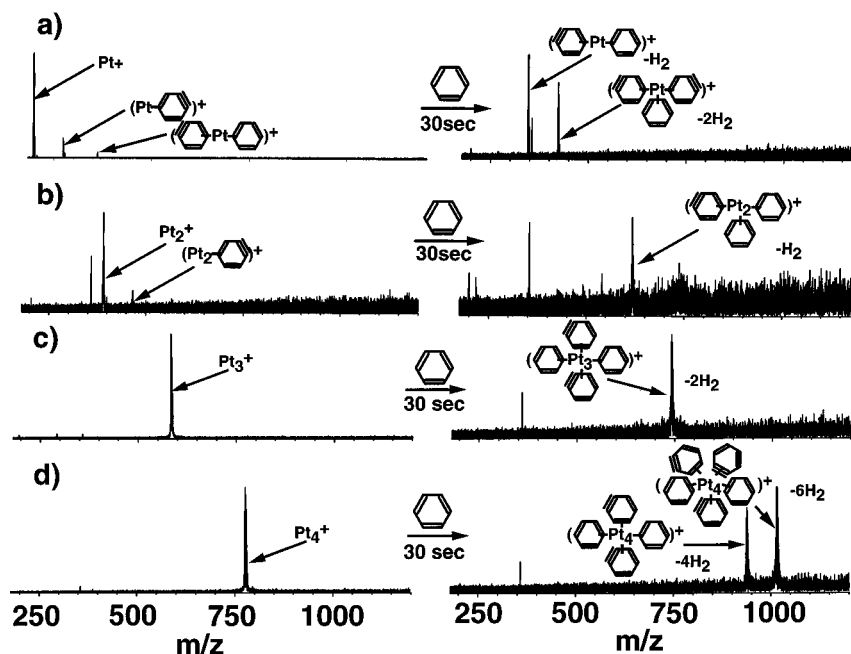 a)
Pt+
(Pt )+
( Pt )+
30sec
( Pt )+
-H2
( Pt )+
-2H2
b)
Pt2+
(Pt2 )+
30sec
( Pt2 )+
-H2
c)
Pt3+
30 sec
( Pt3 )+
-2H2
d)
Pt4+
30 sec
( Pt4 )+
-4H2
( Pt4 )+
-6H2
250 500 750 1000
m/z
250 500 750 1000
m/z